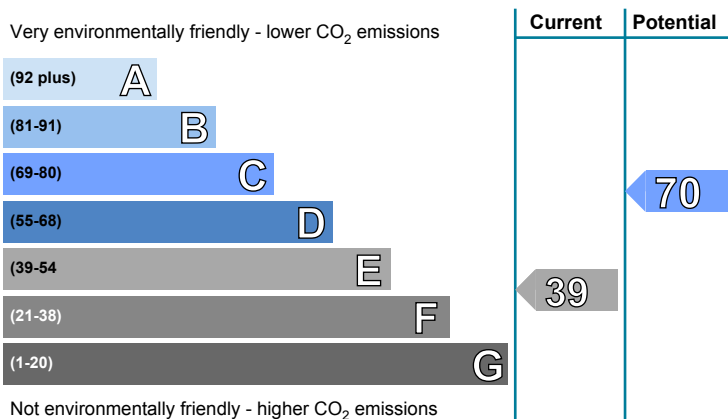 Current Potential
Very environmentally friendly - lower CO2 emissions
(92 plus) A
(81-91) B
(69-80 C
70
(55-68) D
(39-54 E
39
(21-38) F
(1-20) G
Not environmentally friendly - higher CO2 emissions